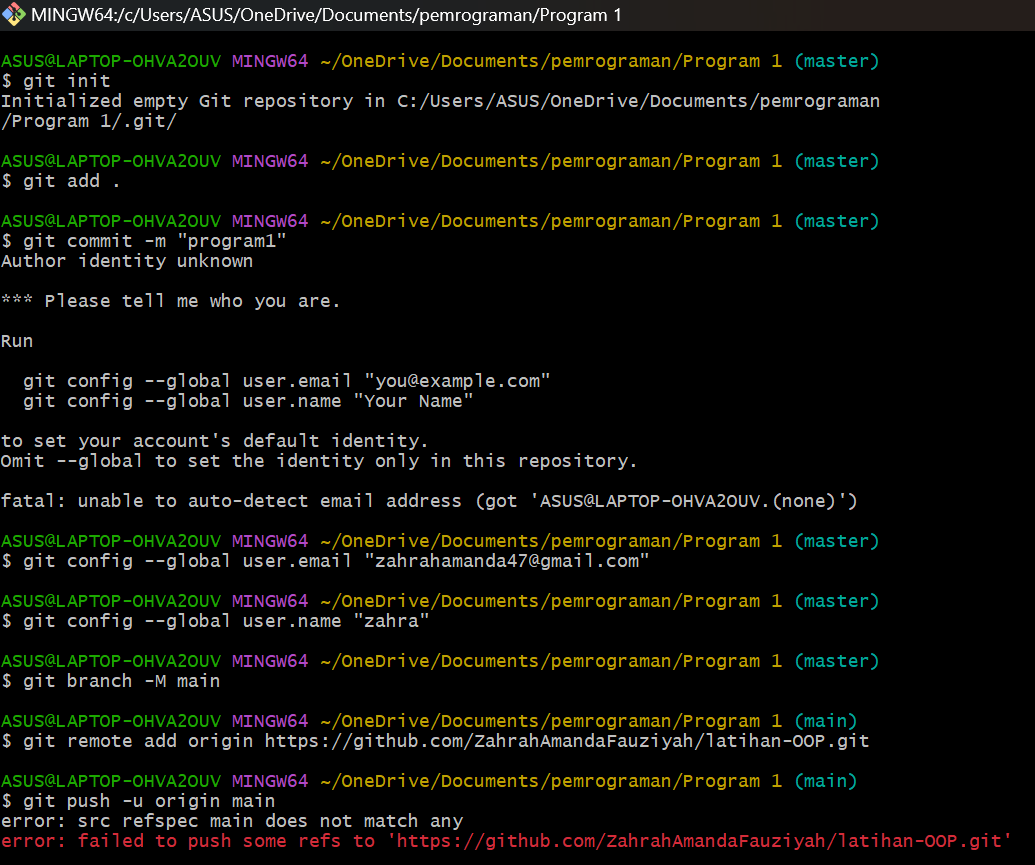 MINGW64:/c/Users/ASUS/OneDrive/Documents/pemrograman/Program 1
ASUS@LAPTOP-OHVA2OUV MINGW64 ~/OneDrive/Documents/pemrograman/Program 1 (master)
$ git init
Initialized empty Git repository in C:/Users/ASUS/OneDrive/Documents/pemrograman
/Program 1/.git/
ASUS@LAPTOP-OHVA2OUV MINGW64 ~/OneDrive/Documents/pemrograman/Program 1 (master)
$ git add .
ASUS@LAPTOP-OHVA2OUV MINGW64 ~/OneDrive/Documents/pemrograman/Program 1 (master)
$ git commit -m "program1"
Author identity unknown
*** Please tell me who you are.
Run
git config --global user.email "you@example.com"
git config --global user.name "Your Name"
to set your account's default identity.
Omit --global to set the identity only in this repository.
fatal: unable to auto-detect email address (got 'ASUS@LAPTOP-OHVA2OUV.(none)')
ASUS@LAPTOP-OHVA2OUV MINGW64 ~/OneDrive/Documents/pemrograman/Program 1 (master)
$ git config --global user.email "zahrahamanda47@gmail.com"
ASUS@LAPTOP-OHVA2OUV MINGW64 ~/OneDrive/Documents/pemrograman/Program 1 (master)
$ git config --global user.name "zahra"
ASUS@LAPTOP-OHVA2OUV MINGW64 ~/OneDrive/Documents/pemrograman/Program 1 (master)
$ git branch -M main
ASUS@LAPTOP-OHVA2OUV MINGW64 ~/OneDrive/Documents/pemrograman/Program 1 (main)
$ git remote add origin https://github.com/ZahrahAmandaFauziyah/latihan-OOP.git
ASUS@LAPTOP-OHVA2OUV MINGW64 ~/OneDrive/Documents/pemrograman/Program 1 (main)
$ git push -u origin main
error: src refspec main does not match any
error: failed to push some refs to 'https://github.com/ZahrahAmandaFauziyah/latihan-OOP.git'